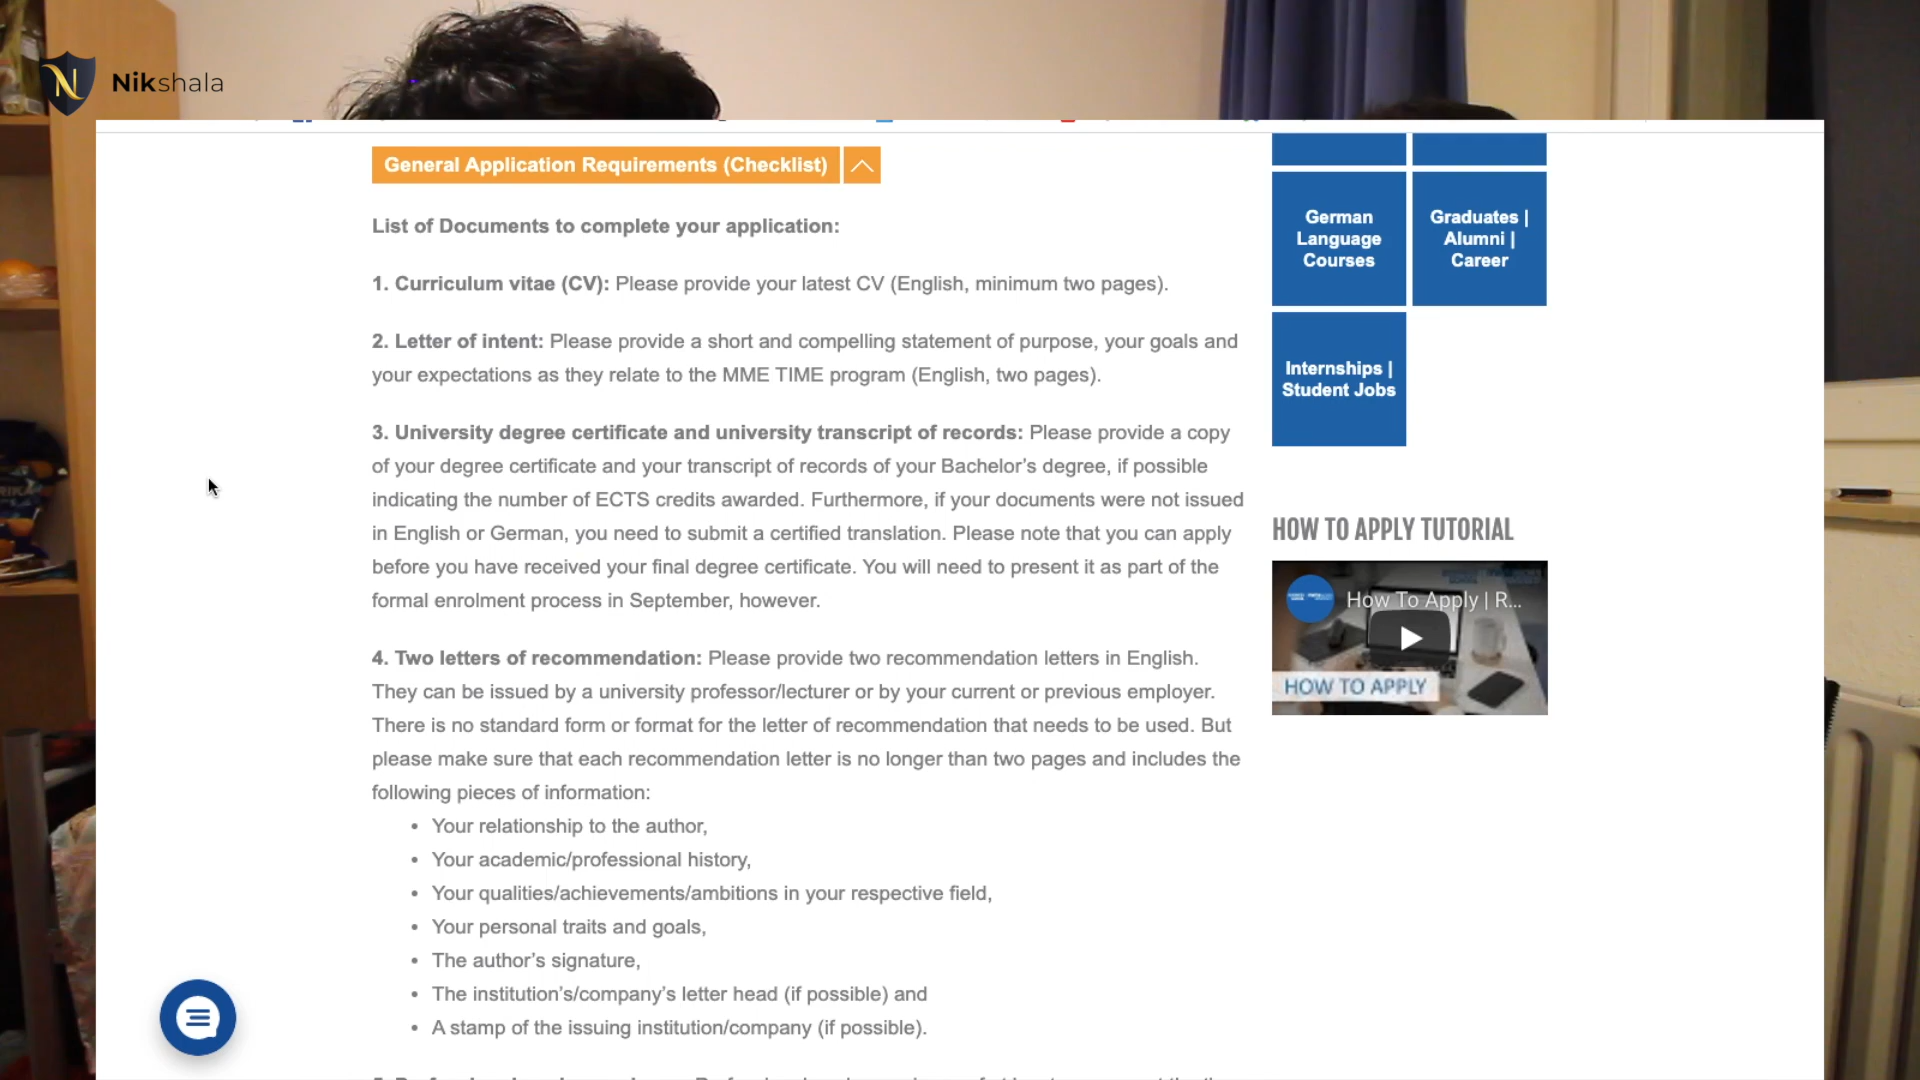 Nikshala
General Application Requirements (Checklist)
List of Documents to complete your application:
1. Curriculum vitae (CV): Please provide your latest CV (English, minimum two pages).
2. Letter of intent: Please provide a short and compelling statement of purpose, your goals and
your expectations as they relate to the MME TIME program (English, two pages).
3. University degree certificate and university transcript of records: Please provide a copy
of your degree certificate and your transcript of records of your Bachelor’s degree, if possible
indicating the number of ECTS credits awarded. Furthermore, if your documents were not issued
in English or German, you need to submit a certified translation. Please note that you can apply
before you have received your final degree certificate. You will need to present it as part of the
formal enrolment process in September, however.
4. Two letters of recommendation: Please provide two recommendation letters in English.
They can be issued by a university professor/lecturer or by your current or previous employer.
There is no standard form or format for the letter of recommendation that needs to be used. But
please make sure that each recommendation letter is no longer than two pages and includes the
following pieces of information:
• Your relationship to the author,
• Your academic/professional history,
• Your qualities/achievements/ambitions in your respective field,
• Your personal traits and goals,
• The author’s signature,
• The institution’s/company’s letter head (if possible) and
• A stamp of the issuing institution/company (if possible).
German
Language
Courses
Graduates |
Alumni |
Career
Internships |
Student Jobs
HOW TO APPLY TUTORIAL
How To Apply | R...
HOW TO APPLY